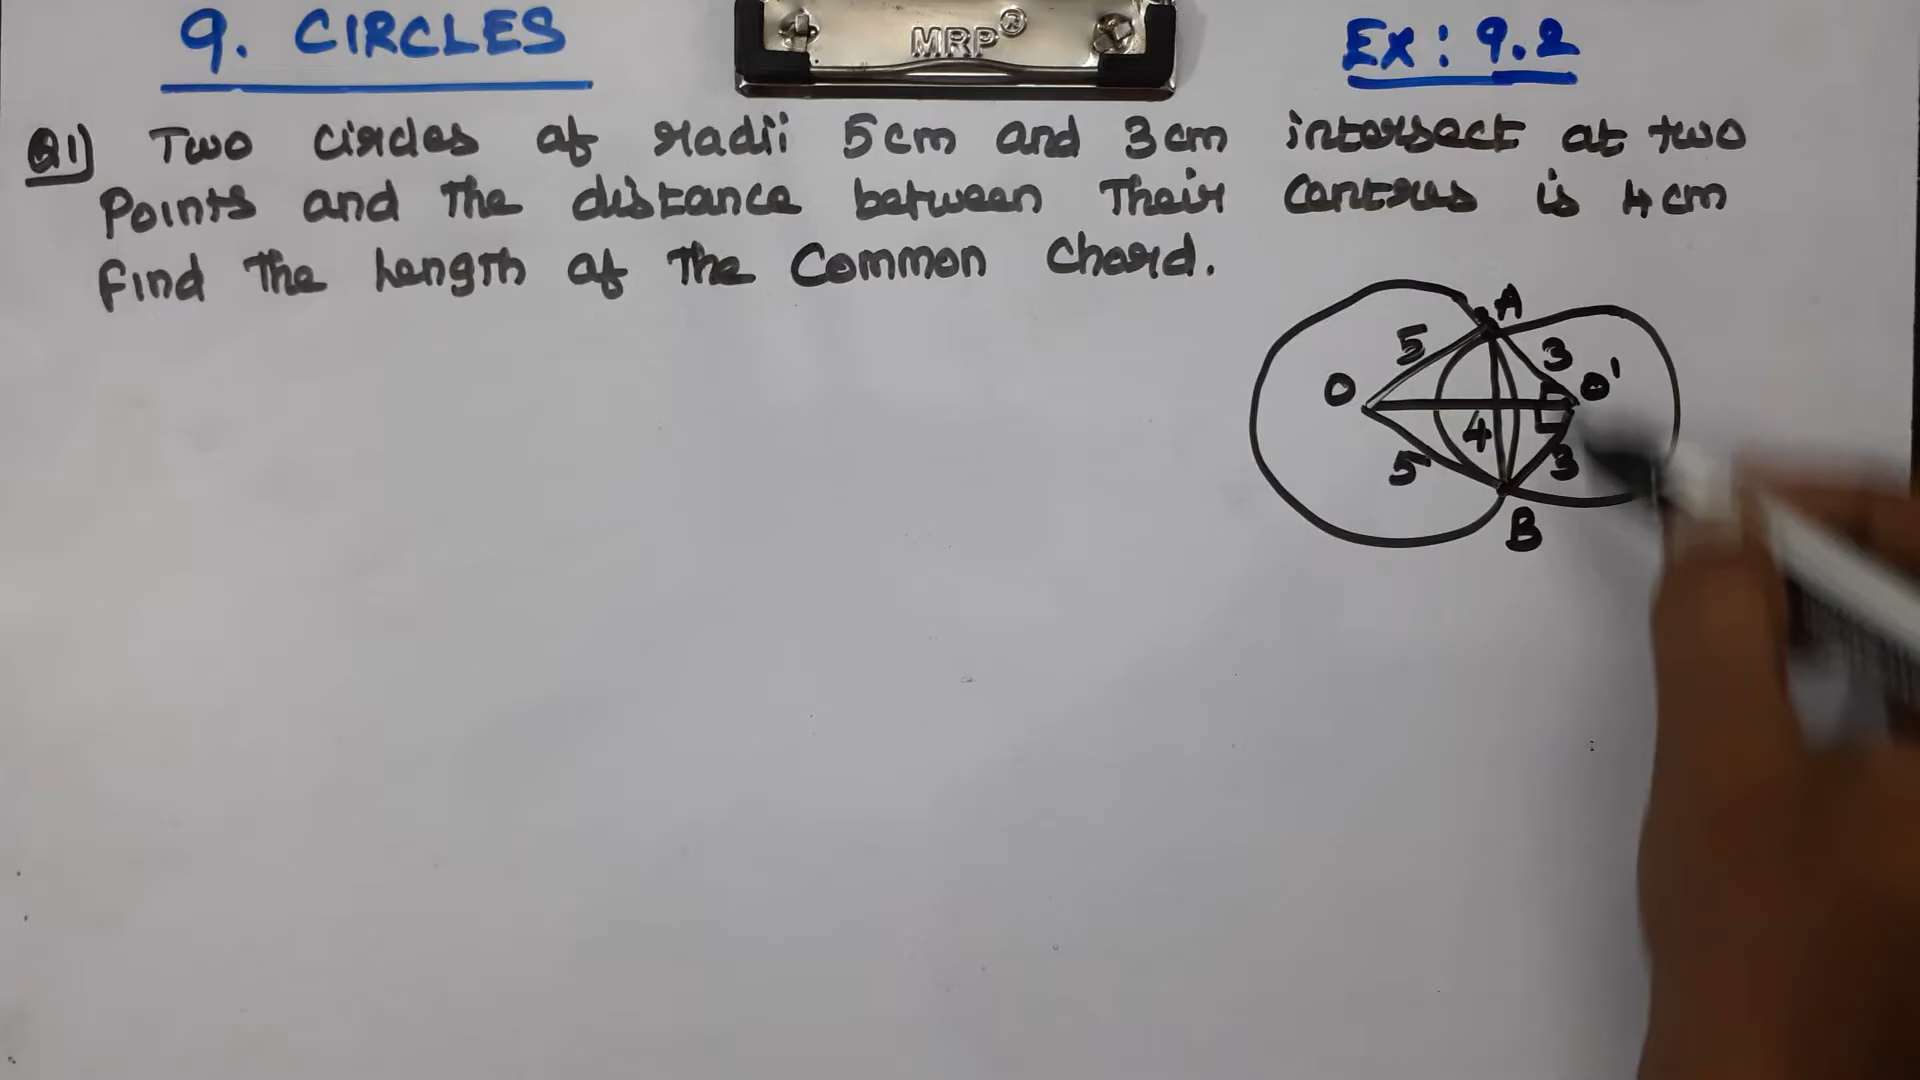 9. CIRCLES
MRP®
Ex: 9.2
Q1) Two circles of radii 5cm and 3cm intersect at two
Points and the distance between Their Centres is 4cm
find the Length of the Common Chord.
A
5
3
O
O'
4
5
3
B